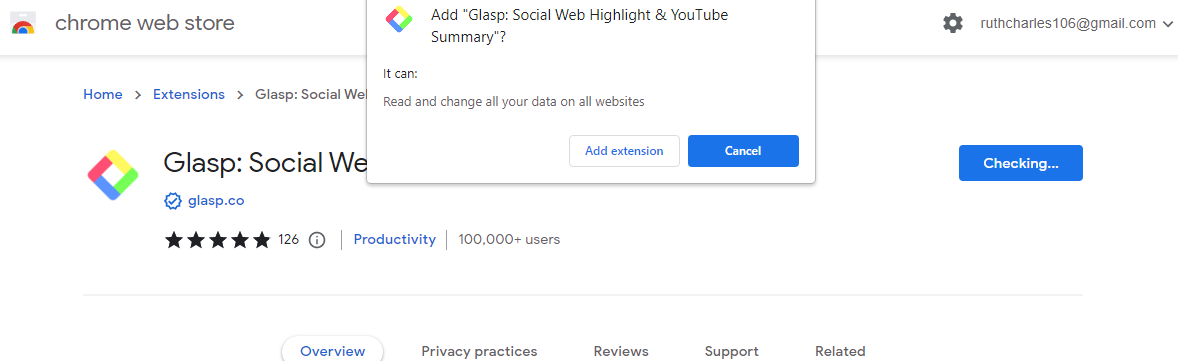 chrome web store
Add "Glasp: Social Web Highlight & YouTube
Summary"?
ruthcharles106@gmail.com
It can:
Read and change all your data on all websites
Home > Extensions > Glasp: Social
Add extension
Cancel
Glasp: Social
Checking...
glasp.co
126
Productivity
100,000+ users
Overview
Privacy practices
Reviews
Support
Related